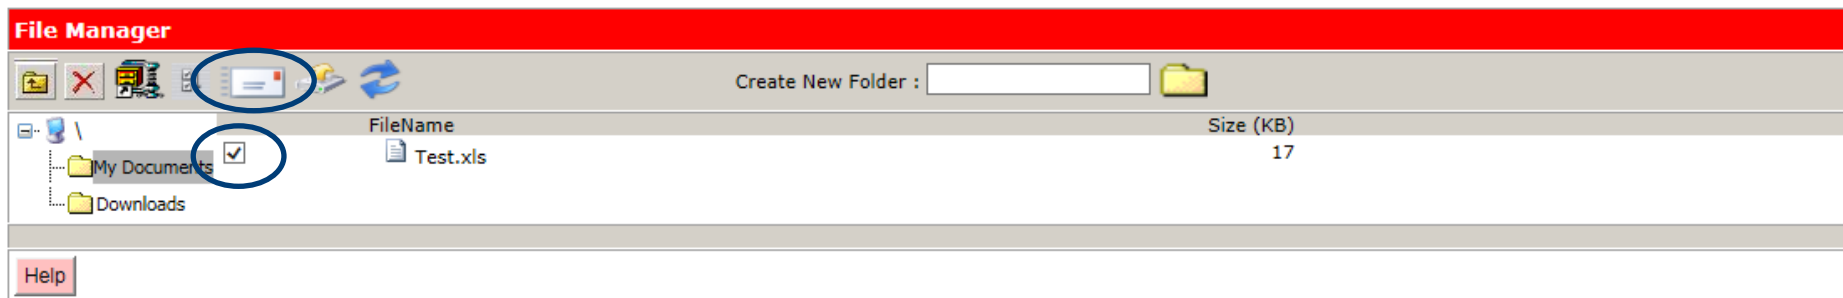 File Manager
Create New Folder :
\ FileName Size (KB)
My Documents Test.xls 17
Downloads
Help